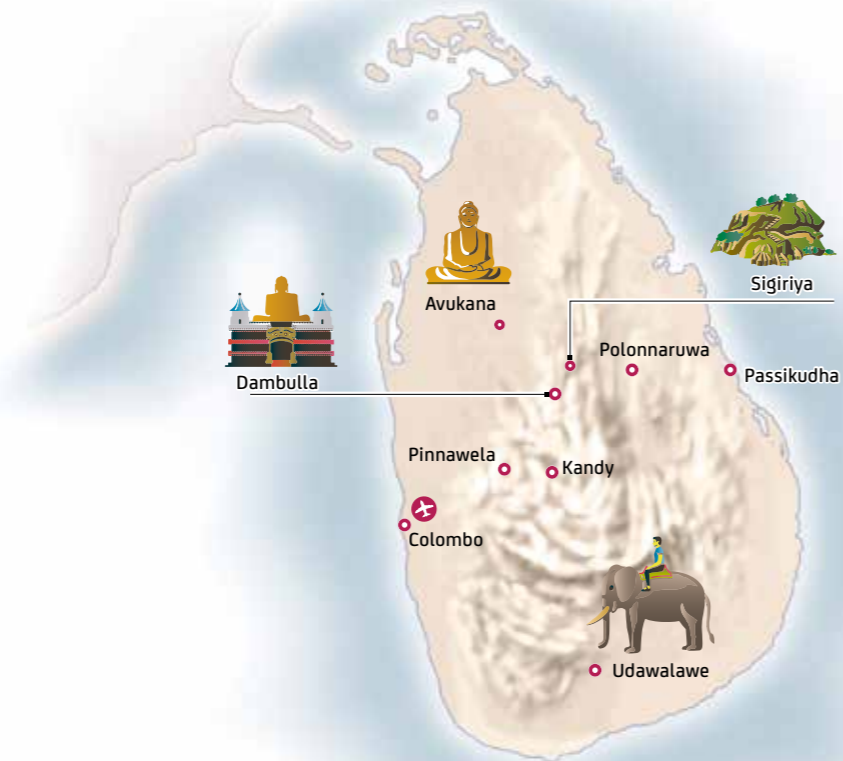 Sigiriya
Avukana
Polonnaruwa
Passikudha
Dambulla
Pinnawela
Kandy
Colombo
Udawalawe